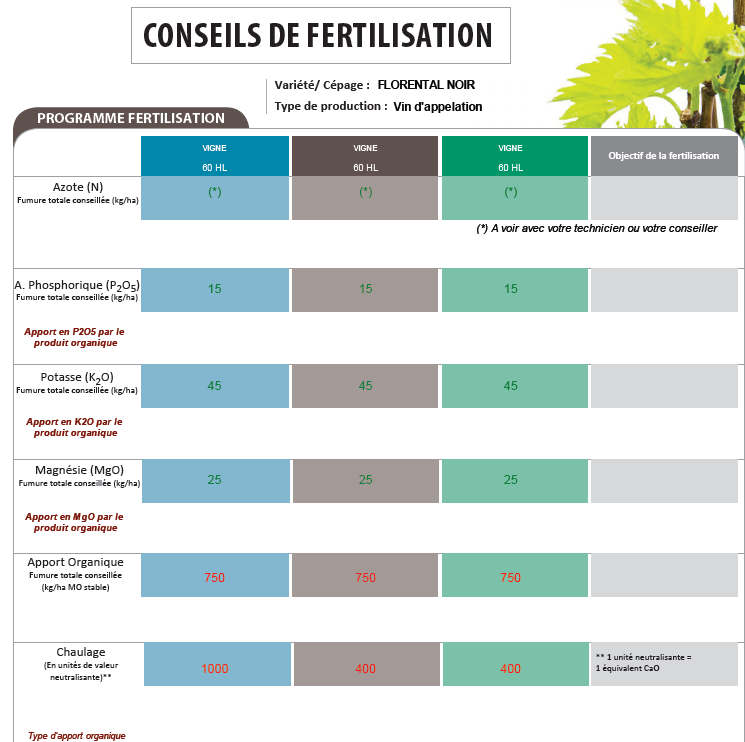 CONSEILS DE FERTILISATION
Variété/ Cépage : FLORENTAL NOIR
Type de production : Vin d'appelation
PROGRAMME FERTILISATION
VIGNE VIGNE VIGNE
60 HL 60 HL 60 HL Objectif de la fertilisation
Azote (N)
Fumure totale conseillée (kg/ha) (*) (*) (*)
(*) A voir avec votre technicien ou votre conseiller
A. Phosphorique (P₂O₅) 15 15 15
Fumure totale conseillée (kg/ha)
Apport en P2O5 par le
produit organique
Potasse (K₂O) 45 45 45
Fumure totale conseillée (kg/ha)
Apport en K2O par le
produit organique
Magnésie (MgO) 25 25 25
Fumure totale conseillée (kg/ha)
Apport en MgO par le
produit organique
Apport Organique
Fumure totale conseillée 750 750 750
(kg/ha MO stable)
Chaulage
(En unités de valeur 1000 400 400 ** 1 unité neutralisante =
neutralisante)** 1 équivalent CaO
Type d'apport organique